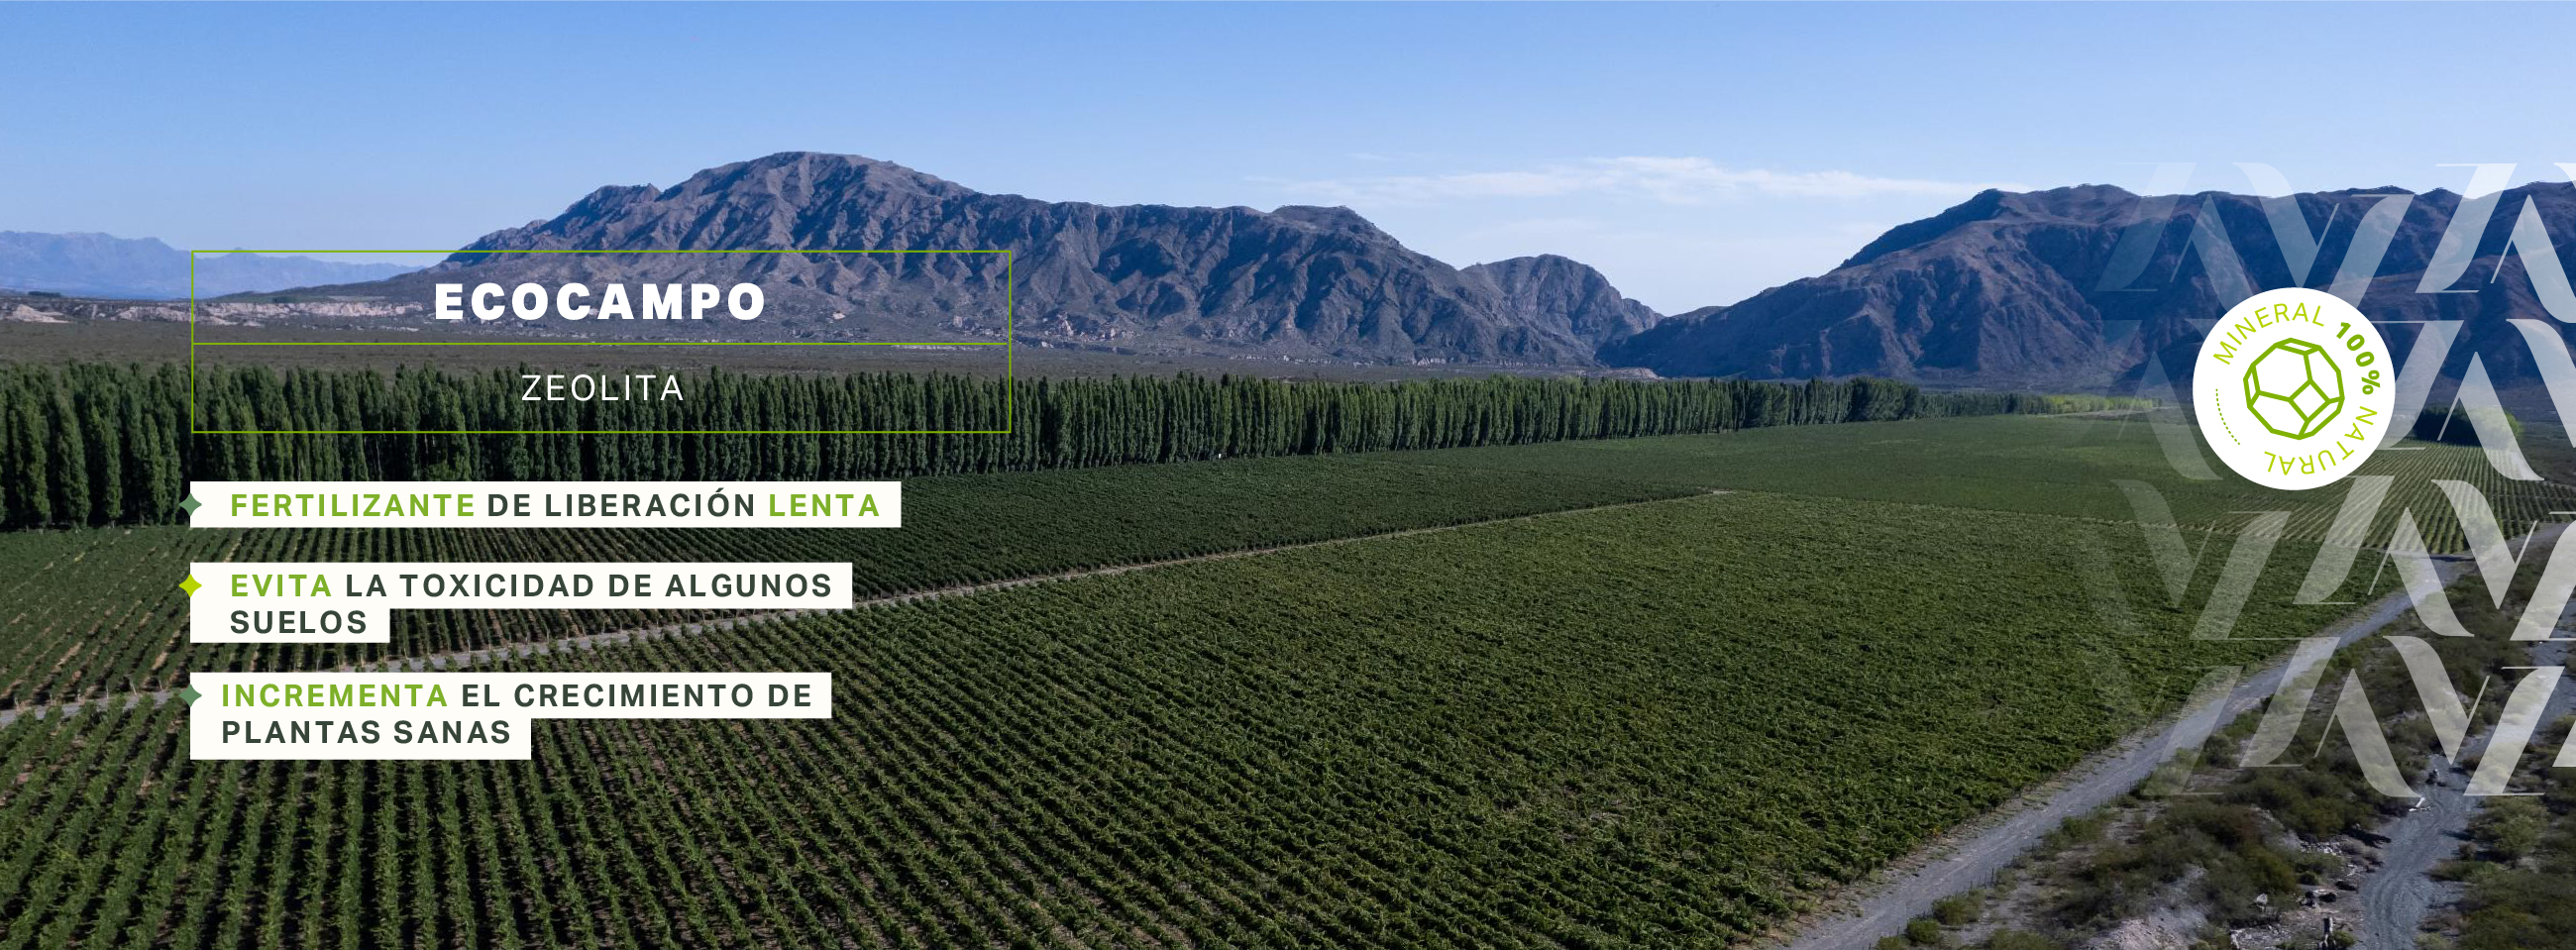 ECOCAMPO
ZEOLITA
FERTILIZANTE DE LIBERACIÓN LENTA
EVITA LA TOXICIDAD DE ALGUNOS
SUELOS
INCREMENTA EL CRECIMIENTO DE
PLANTAS SANAS
MINERAL 100% NATURAL